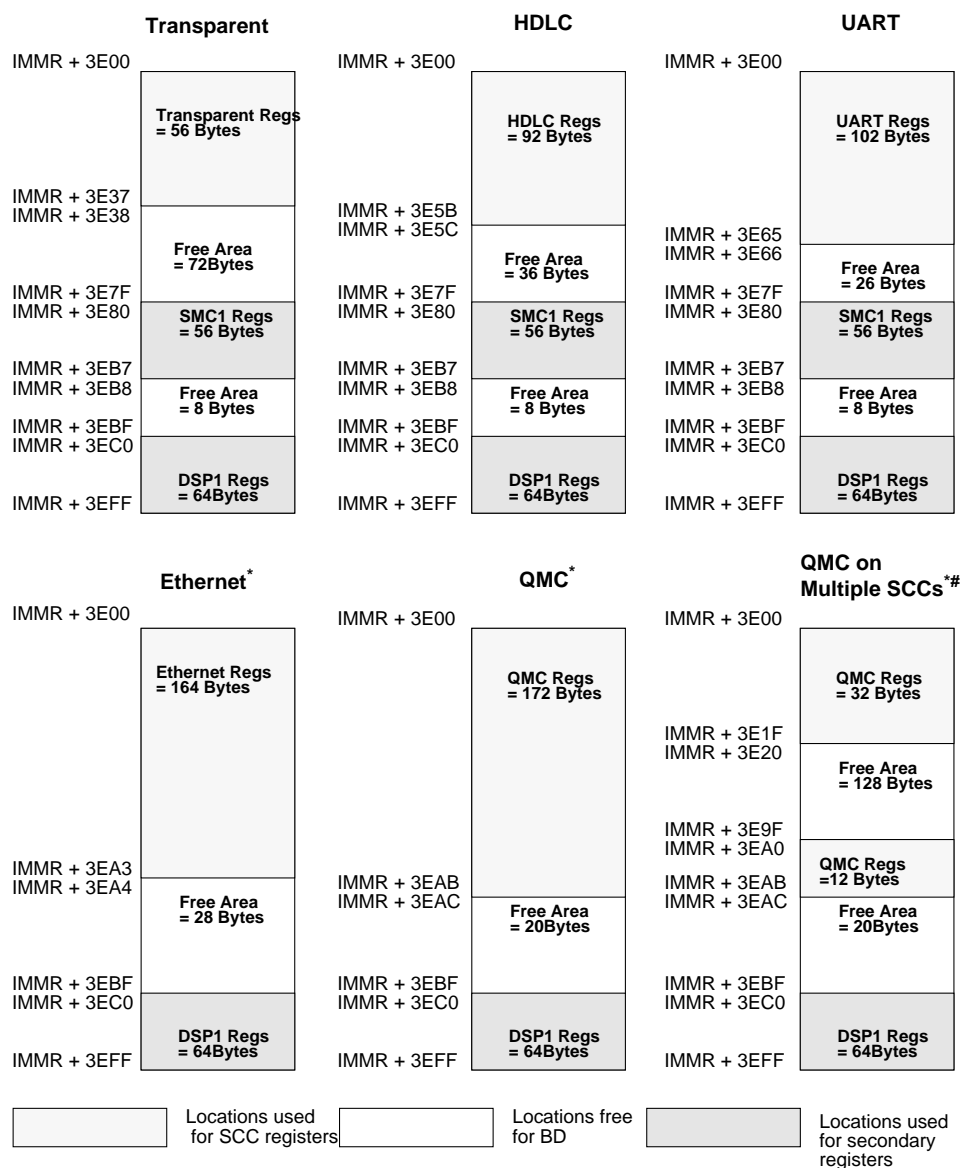 Transparent
IMMR + 3E00
Transparent Regs
= 56 Bytes
IMMR + 3E37
IMMR + 3E38
Free Area
= 72Bytes
IMMR + 3E7F
IMMR + 3E80
SMC1 Regs
= 56 Bytes
IMMR + 3EB7
IMMR + 3EB8
Free Area
= 8 Bytes
IMMR + 3EBF
IMMR + 3EC0
DSP1 Regs
= 64Bytes
IMMR + 3EFF
HDLC
IMMR + 3E00
HDLC Regs
= 92 Bytes
IMMR + 3E5B
IMMR + 3E5C
Free Area
= 36 Bytes
IMMR + 3E7F
IMMR + 3E80
SMC1 Regs
= 56 Bytes
IMMR + 3EB7
IMMR + 3EB8
Free Area
= 8 Bytes
IMMR + 3EBF
IMMR + 3EC0
DSP1 Regs
= 64Bytes
IMMR + 3EFF
UART
IMMR + 3E00
UART Regs
= 102 Bytes
IMMR + 3E65
IMMR + 3E66
Free Area
= 26 Bytes
IMMR + 3E7F
IMMR + 3E80
SMC1 Regs
= 56 Bytes
IMMR + 3EB7
IMMR + 3EB8
Free Area
= 8 Bytes
IMMR + 3EBF
IMMR + 3EC0
DSP1 Regs
= 64Bytes
IMMR + 3EFF
Ethernet*
IMMR + 3E00
Ethernet Regs
= 164 Bytes
IMMR + 3EA3
IMMR + 3EA4
Free Area
= 28 Bytes
IMMR + 3EBF
IMMR + 3EC0
DSP1 Regs
= 64Bytes
IMMR + 3EFF
QMC*
IMMR + 3E00
QMC Regs
= 172 Bytes
IMMR + 3EAB
IMMR + 3EAC
Free Area
= 20Bytes
IMMR + 3EBF
IMMR + 3EC0
DSP1 Regs
= 64Bytes
IMMR + 3EFF
QMC on
Multiple SCCs*#
IMMR + 3E00
QMC Regs
= 32 Bytes
IMMR + 3E1F
IMMR + 3E20
Free Area
= 128 Bytes
IMMR + 3E9F
IMMR + 3EA0
QMC Regs
=12 Bytes
IMMR + 3EAB
IMMR + 3EAC
Free Area
= 20Bytes
IMMR + 3EBF
IMMR + 3EC0
DSP1 Regs
= 64Bytes
IMMR + 3EFF
Locations used
for SCC registers
Locations free
for BD
Locations used
for secondary
registers